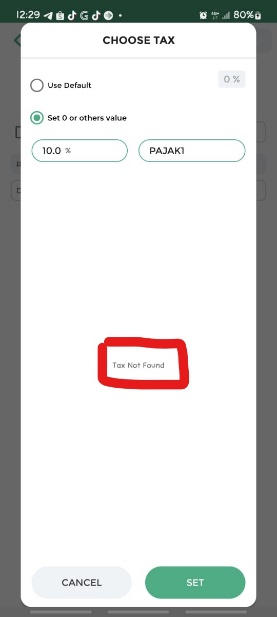 12:29
80%
CHOOSE TAX
Use Default
0 %
Set 0 or others value
10.0 %
PAJAK1
Tax Not Found
CANCEL
SET